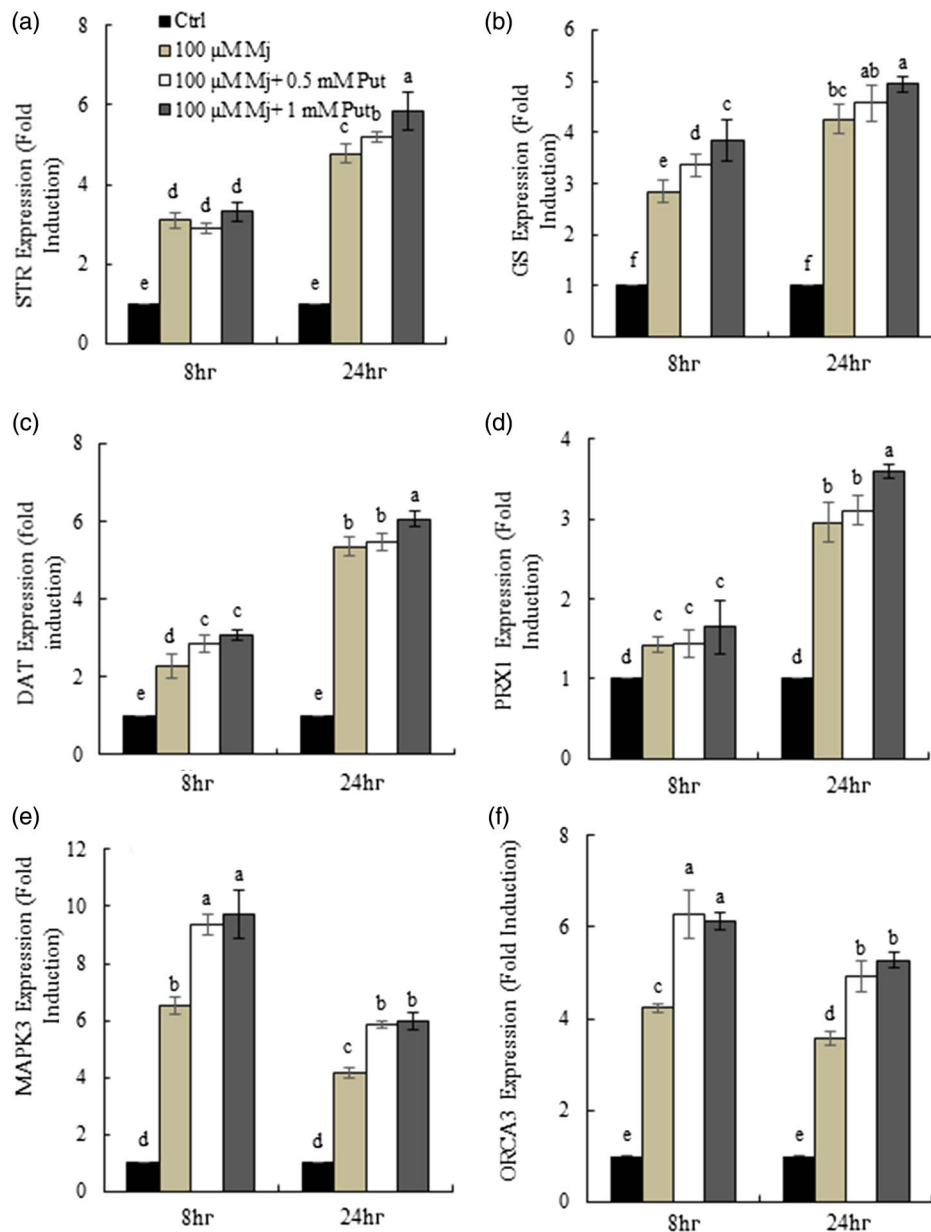 (a)
STR Expression (Fold
Induction)
8
6
4
2
0
Ctrl
100 µM Mj
100 µM Mj+ 0.5 mM Put
100 µM Mj+ 1 mM Put
e
d
d
d
e
c
b
b
a
8hr
24hr
(b)
GS Expression (Fold
Induction)
6
5
4
3
2
1
0
f
e
d
c
f
bc
ab
a
8hr
24hr
(c)
DAT Expression (fold
induction)
8
6
4
2
0
e
d
c
c
e
b
b
a
8hr
24hr
(d)
PRX1 Expression (Fold
Induction)
4
3
2
1
0
d
c
c
c
d
b
b
a
8hr
24hr
(e)
MAPK3 Expression (Fold
Induction)
12
10
8
6
4
2
0
d
b
a
a
d
c
b
b
8hr
24hr
(f)
ORCA3 Expression (Fold Induction)
8
6
4
2
0
e
c
a
a
e
d
b
b
8hr
24hr